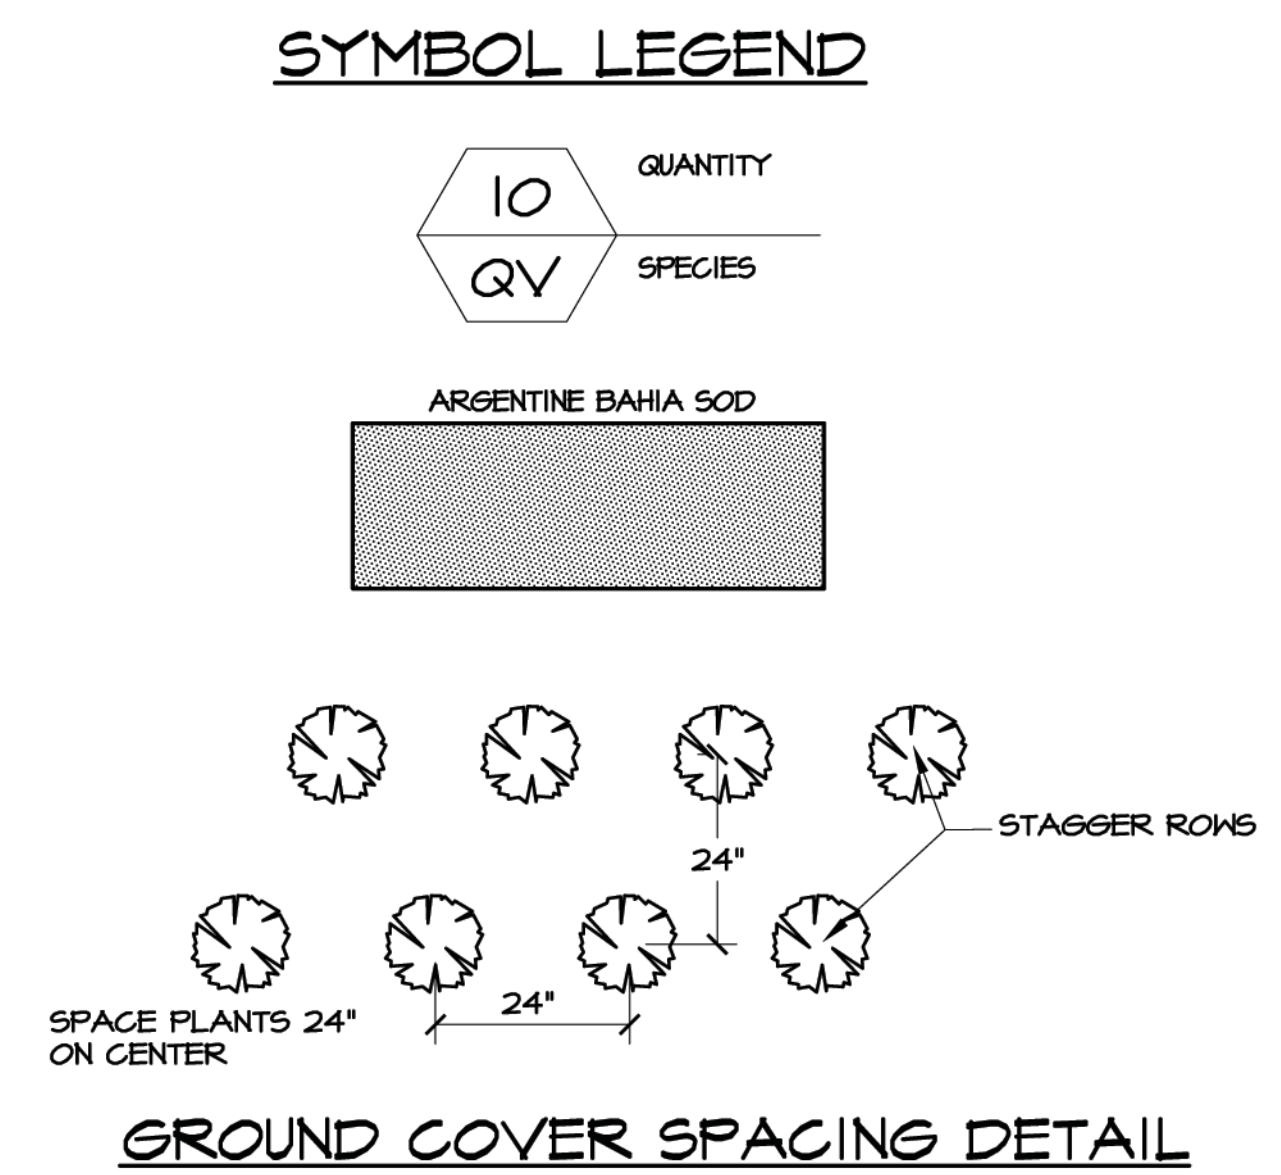 SYMBOL LEGEND
10
QUANTITY
QV
SPECIES
ARGENTINE BAHIA SOD
STAGGER ROWS
24"
24"
SPACE PLANTS 24"
ON CENTER
GROUND COVER SPACING DETAIL